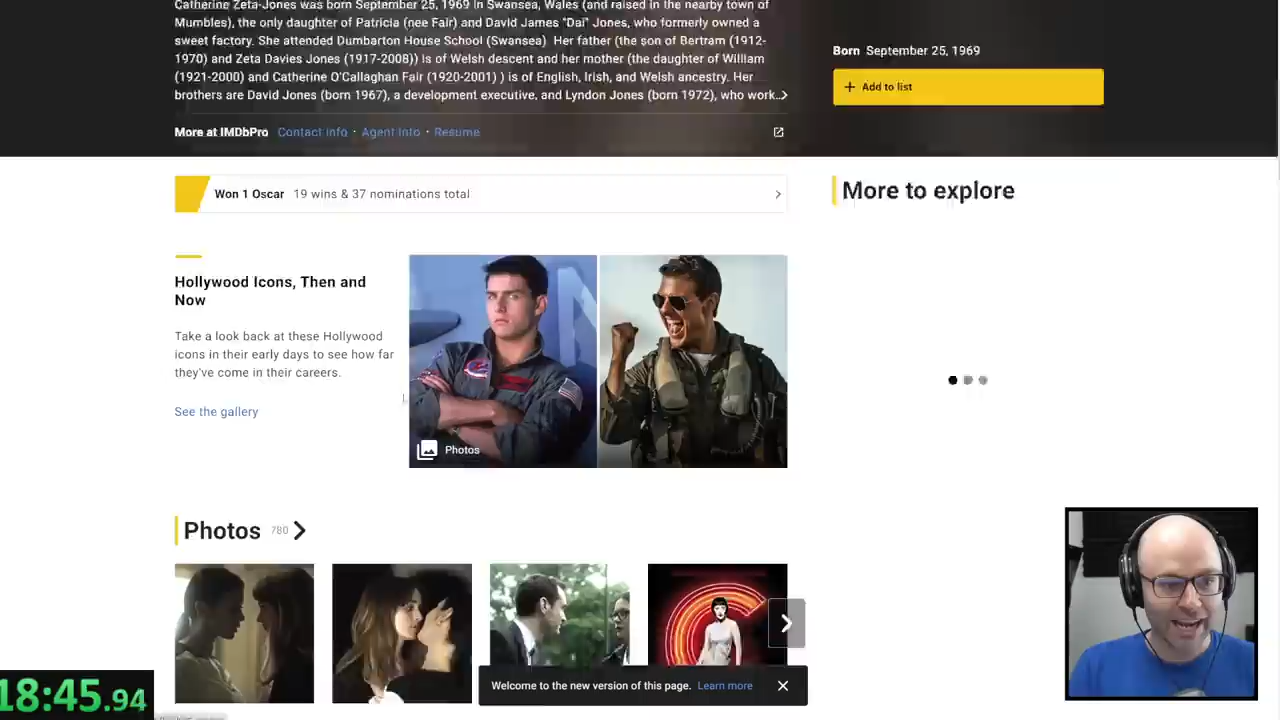 Catherine Zeta-Jones was born September 25, 1969 in Swansea, Wales (and raised in the nearby town of
Mumbles), the only daughter of Patricia (nee Fair) and David James "Dai" Jones, who formerly owned a
sweet factory. She attended Dumbarton House School (Swansea). Her father (the son of Bertram (1912-
1970) and Zeta Davies Jones (1917-2008)) is of Welsh descent and her mother (the daughter of William
(1921-2000) and Catherine O'Callaghan Fair (1920-2001) ) is of English, Irish, and Welsh ancestry. Her
brothers are David Jones (born 1967), a development executive, and Lyndon Jones (born 1972), who work...
More at IMDbPro Contact info · Agent info · Resume
Born September 25, 1969
+ Add to list
Won 1 Oscar 19 wins & 37 nominations total
More to explore
Hollywood Icons, Then and
Now
Take a look back at these Hollywood
icons in their early days to see how far
they've come in their careers.
See the gallery
Photos
Photos 780
Welcome to the new version of this page. Learn more
18:45.94